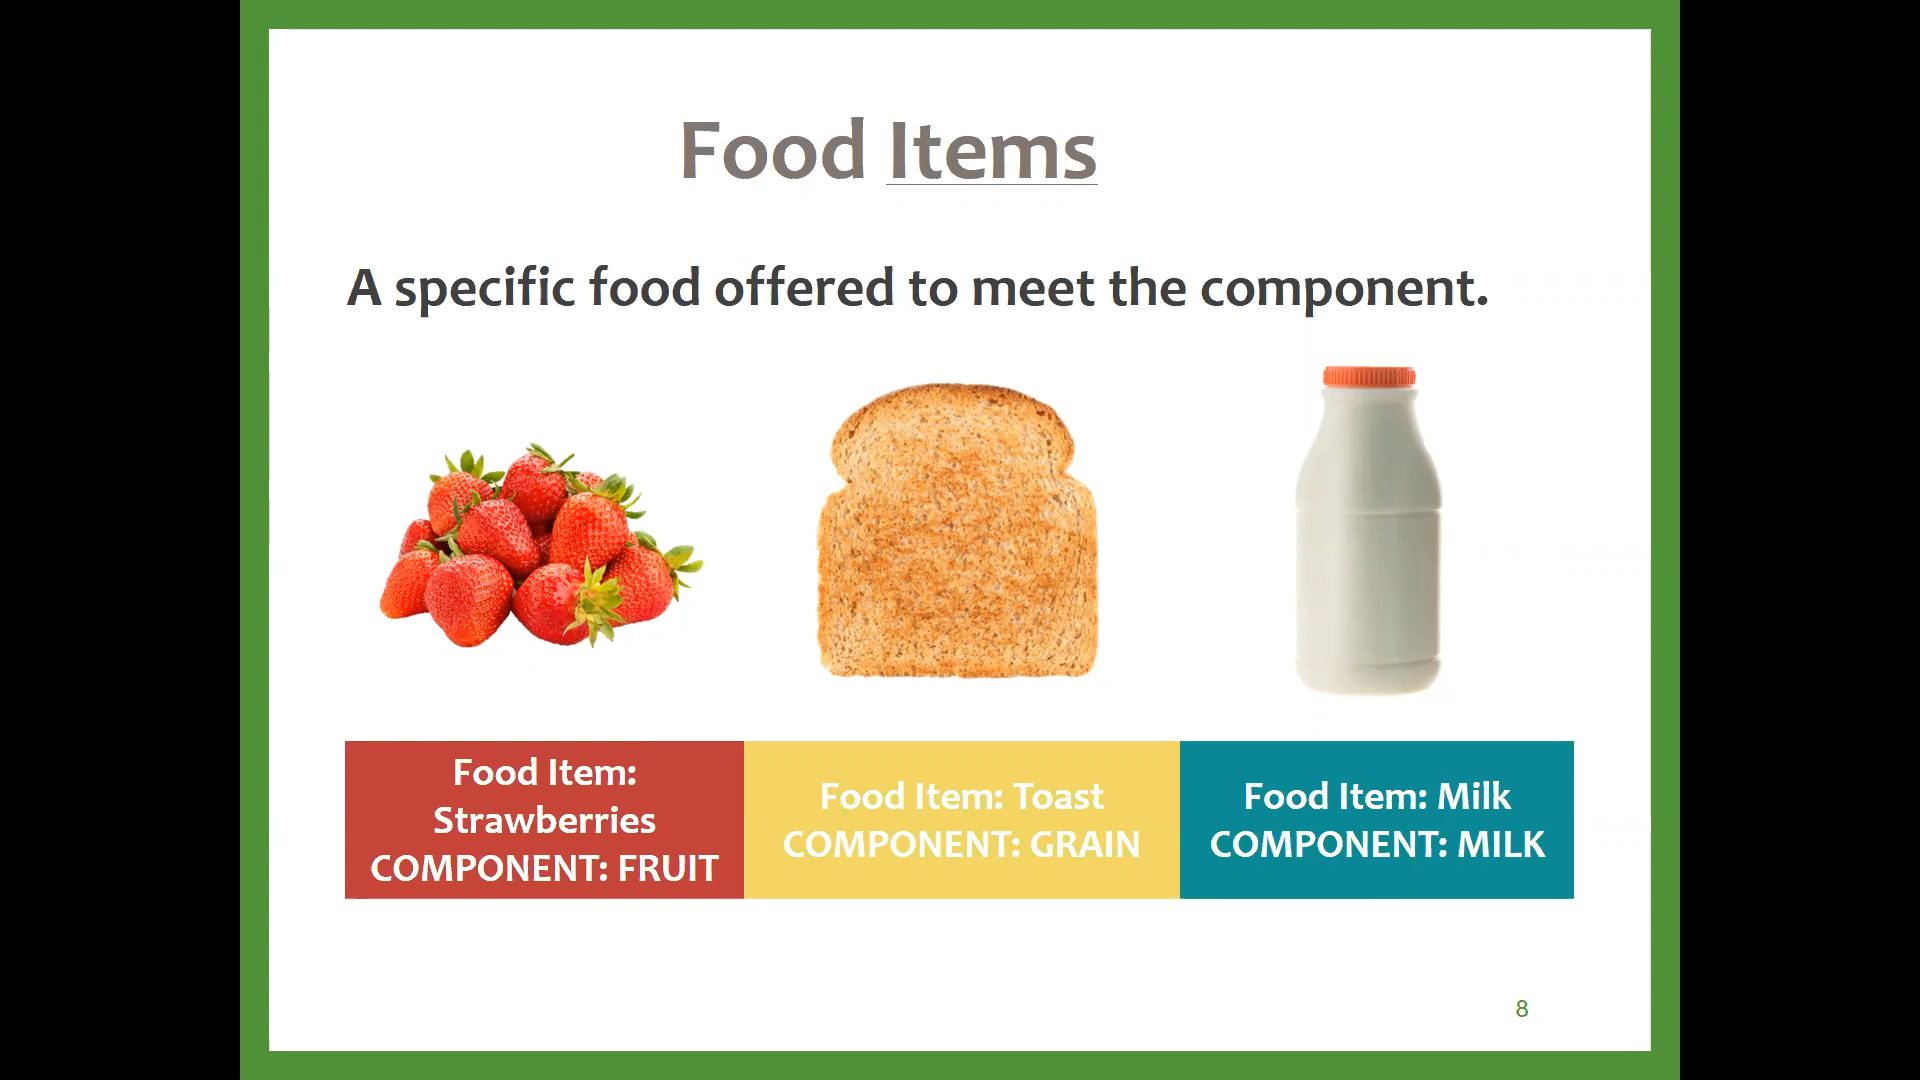 Food Items
A specific food offered to meet the component.
Food Item:
Strawberries
COMPONENT: FRUIT
Food Item: Toast
COMPONENT: GRAIN
Food Item: Milk
COMPONENT: MILK
8